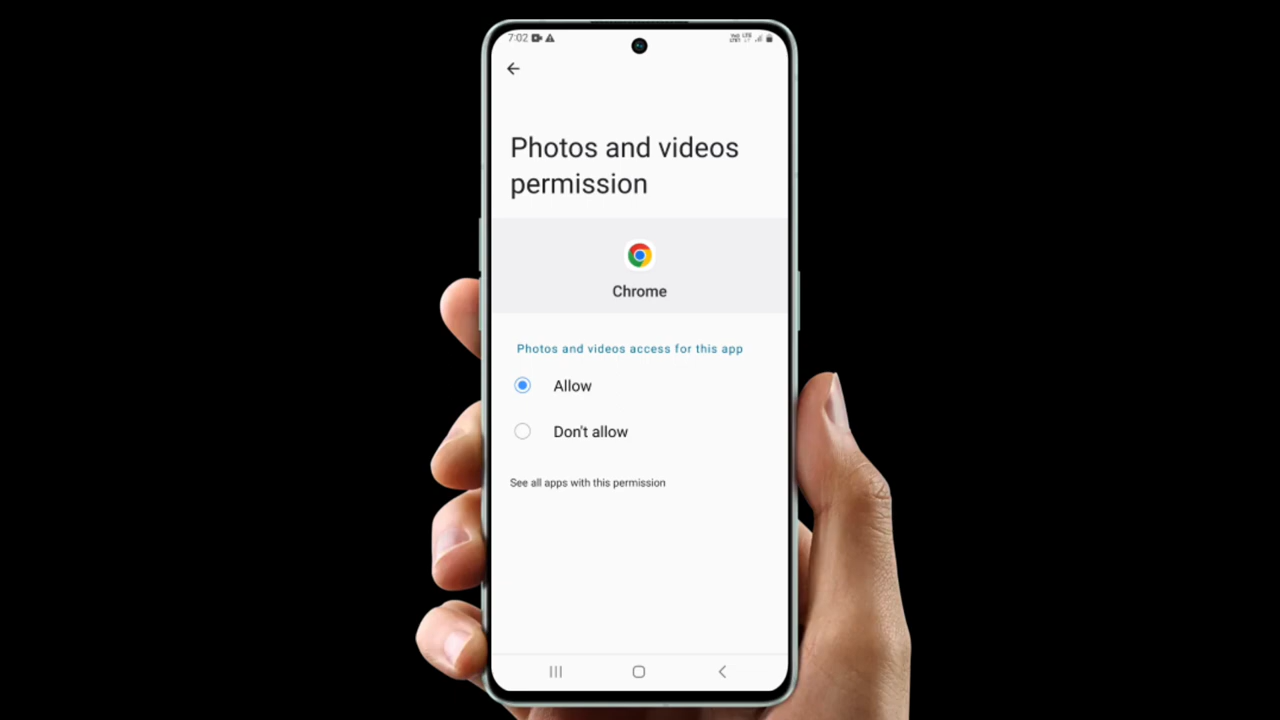 7:02
Photos and videos
permission
Chrome
Photos and videos access for this app
Allow
Don't allow
See all apps with this permission